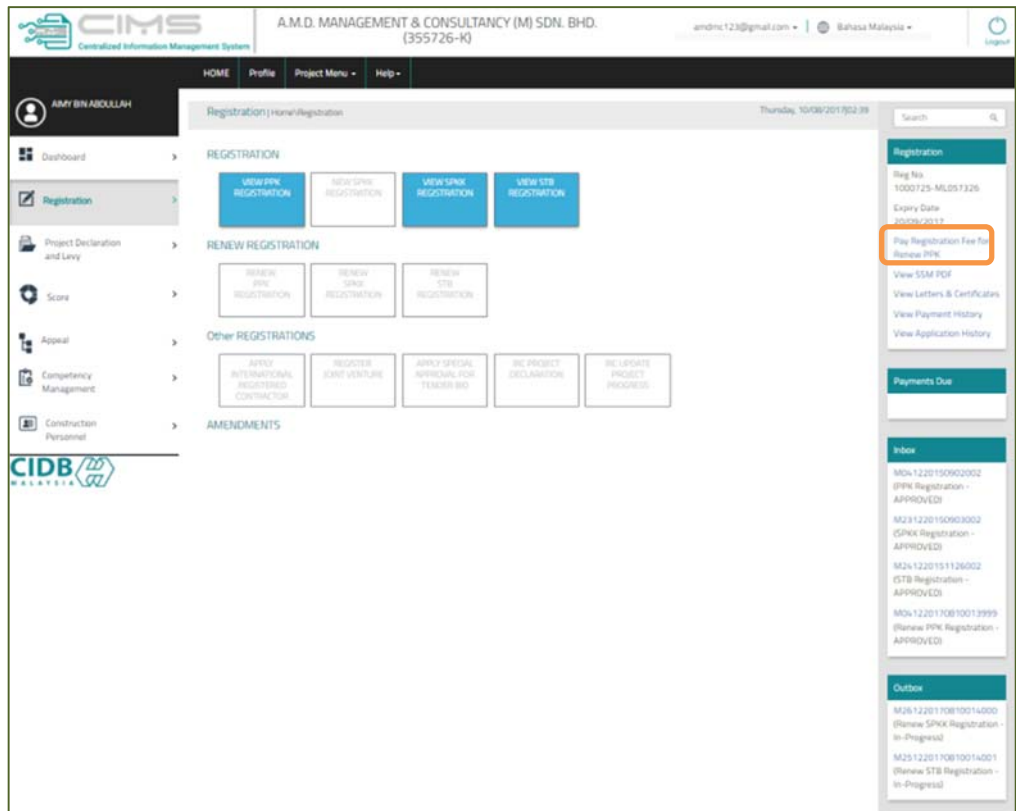 CIMS
Centralized Information Management System
A.M.D. MANAGEMENT & CONSULTANCY (M) SDN. BHD.
(355726-K)
amdmc123@gmail.com
Bahasa Malaysia
Logout
HOME
Profile
Project Menu
Help
AIMY BIN ABDULLAH
Dashboard
Registration
Project Declaration
and Levy
Score
Appeal
Competency
Management
Construction
Personnel
CIDB
MALAYSIA
Registration | Home\Registration
Thursday, 10/08/2017|02:39
REGISTRATION
VIEW PPK
REGISTRATION
NEW SPKK
REGISTRATION
VIEW SPKK
REGISTRATION
VIEW STB
REGISTRATION
RENEW REGISTRATION
RENEW
PPK
REGISTRATION
RENEW
SPKK
REGISTRATION
RENEW
STB
REGISTRATION
Other REGISTRATIONS
APPLY
INTERNATIONAL
REGISTERED
CONTRACTOR
REGISTER
JOINT VENTURE
APPLY SPECIAL
APPROVAL FOR
TENDER BID
IRC PROJECT
DECLARATION
IRC UPDATE
PROJECT
PROGRESS
AMENDMENTS
Search
Registration
Reg No
1000725-ML057326
Expiry Date
20/09/2017
Pay Registration Fee for
Renew PPK
View SSM PDF
View Letters & Certificates
View Payment History
View Application History
Payments Due
Inbox
M041220150902002
(PPK Registration -
APPROVED)
M231220150903002
(SPKK Registration -
APPROVED)
M241220151126002
(STB Registration -
APPROVED)
M041220170810013999
(Renew PPK Registration -
APPROVED)
Outbox
M261220170810014000
(Renew SPKK Registration -
In-Progress)
M251220170810014001
(Renew STB Registration -
In-Progress)